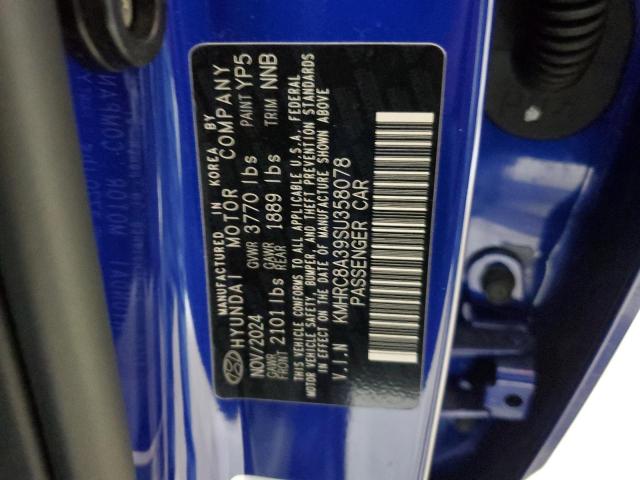 MANUFACTURED IN KOREA BY
HYUNDAI MOTOR COMPANY
NOV/2024 GVWR 3770 lbs PAINT YP5
GAWR FRONT 2101 lbs GAWR REAR 1889 lbs TRIM NNB
THIS VEHICLE CONFORMS TO ALL APPLICABLE U.S.A. FEDERAL
MOTOR VEHICLE SAFETY, BUMPER, AND THEFT PREVENTION STANDARDS
IN EFFECT ON THE DATE OF MANUFACTURE SHOWN ABOVE
V.I.N KMHRC8A39SU358078
PASSENGER CAR